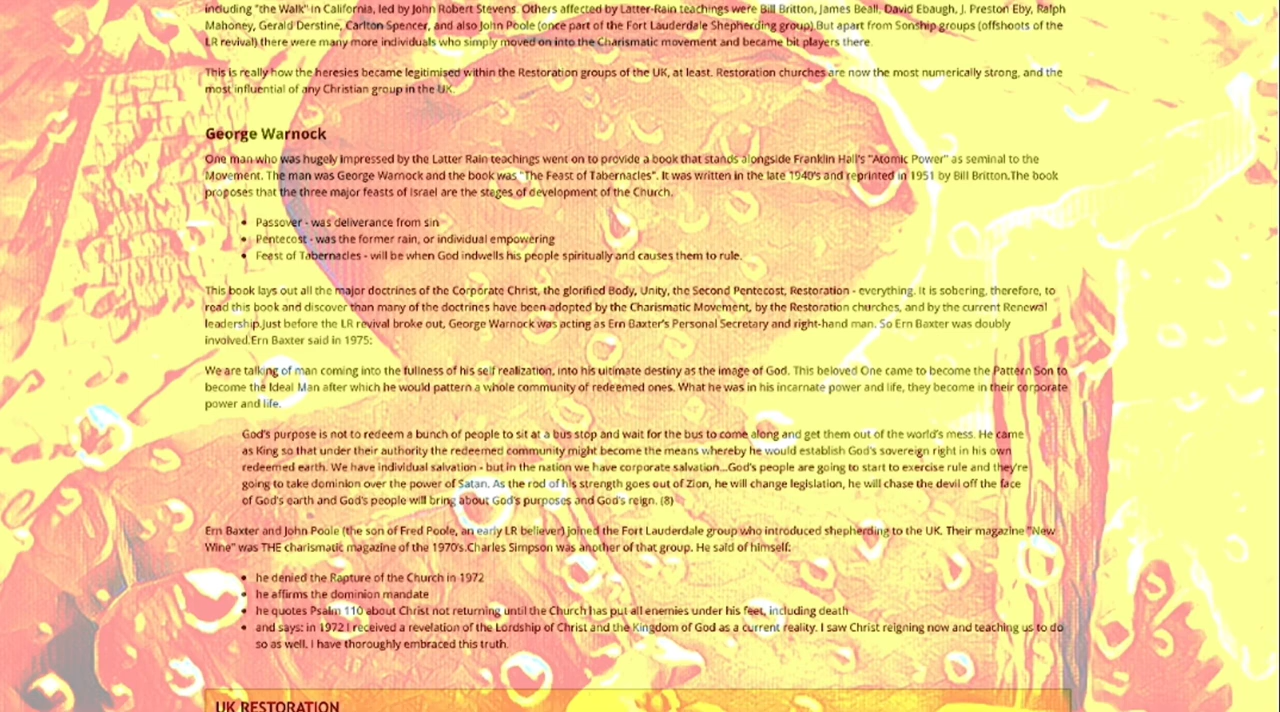 including "the Walk" in California, led by John Robert Stevens. Others affected by Latter-Rain teachings were Bill Britton, James Beall, David Ebaugh, J. Preston Eby, Ralph
Mahoney, Gerald Derstine, Carlton Spencer, and also John Poole (once part of the Fort Lauderdale Shepherding group).But apart from Sonship groups (offshoots of the
LR revival) there were many more individuals who simply moved on into the Charismatic movement and became bit players there.
This is really how the heresies became legitimised within the Restoration groups of the UK, at least. Restoration churches are now the most numerically strong, and the
most influential of any Christian group in the UK.
George Warnock
One man who was hugely impressed by the Latter Rain teachings went on to provide a book that stands alongside Franklin Hall's "Atomic Power" as seminal to the
Movement. The man was George Warnock and the book was "The Feast of Tabernacles". It was written in the late 1940's and reprinted in 1951 by Bill Britton.The book
proposes that the three major feasts of Israel are the stages of development of the Church.
• Passover - was deliverance from sin
• Pentecost - was the former rain, or individual empowering
• Feast of Tabernacles - will be when God indwells his people spiritually and causes them to rule.
This book lays out all the major doctrines of the Corporate Christ, the glorified Body, Unity, the Second Pentecost, Restoration - everything. It is sobering, therefore, to
read this book and discover than many of the doctrines have been adopted by the Charismatic Movement, by the Restoration churches, and by the current Renewal
leadership.Just before the LR revival broke out, George Warnock was acting as Ern Baxter's Personal Secretary and right-hand man. So Ern Baxter was doubly
involved.Ern Baxter said in 1975:
We are talking of man coming into the fullness of his self realization, into his ultimate destiny as the image of God. This beloved One came to become the Pattern Son to
become the Ideal Man after which he would pattern a whole community of redeemed ones. What he was in his incarnate power and life, they become in their corporate
power and life.
God's purpose is not to redeem a bunch of people to sit at a bus stop and wait for the bus to come along and get them out of the world's mess. He came
as King so that under their authority the redeemed community might become the means whereby he would establish God's sovereign right in his own
redeemed earth. We have individual salvation - but in the nation we have corporate salvation...God's people are going to start to exercise rule and they're
going to take dominion over the power of Satan. As the rod of his strength goes out of Zion, he will change legislation, he will chase the devil off the face
of God's earth and God's people will bring about God's purposes and God's reign. (8)
Ern Baxter and John Poole (the son of Fred Poole, an early LR believer) joined the Fort Lauderdale group who introduced shepherding to the UK. Their magazine "New
Wine" was THE charismatic magazine of the 1970's.Charles Simpson was another of that group. He said of himself:
• he denied the Rapture of the Church in 1972
• he affirms the dominion mandate
• he quotes Psalm 110 about Christ not returning until the Church has put all enemies under his feet, including death
• and says: in 1972 I received a revelation of the Lordship of Christ and the Kingdom of God as a current reality. I saw Christ reigning now and teaching us to do
so as well. I have thoroughly embraced this truth.
UK RESTORATION